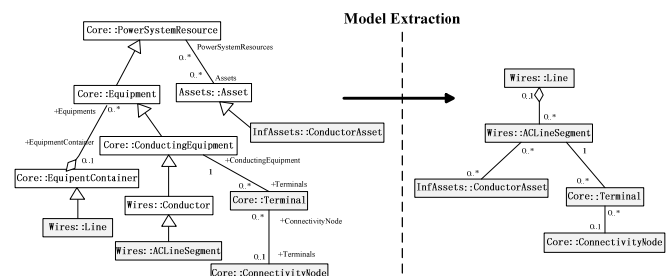 Model Extraction
Core::PowerSystemResource
PowerSystemResources
0..*
0..*
Assets
Core::Equipment
0..*
Assets::Asset
+Equipments
InfAssets::ConductorAsset
+EquipmentContainer
Core::ConductingEquipment
+ConductingEquipment
0..1
1
Core::EquipentContainer
+Terminals
0..*
Core::Terminal
Wires::Conductor
0..*
+ConnectivityNode
Wires::Line
Wires::ACLineSegment
0..1
+Terminals
Core::ConnectivityNode
Wires::Line
0..1
0..*
Wires::ACLineSegment
0..*
1
0..*
0..*
InfAssets::ConductorAsset
Core::Terminal
0..*
0..1
Core::ConnectivityNode